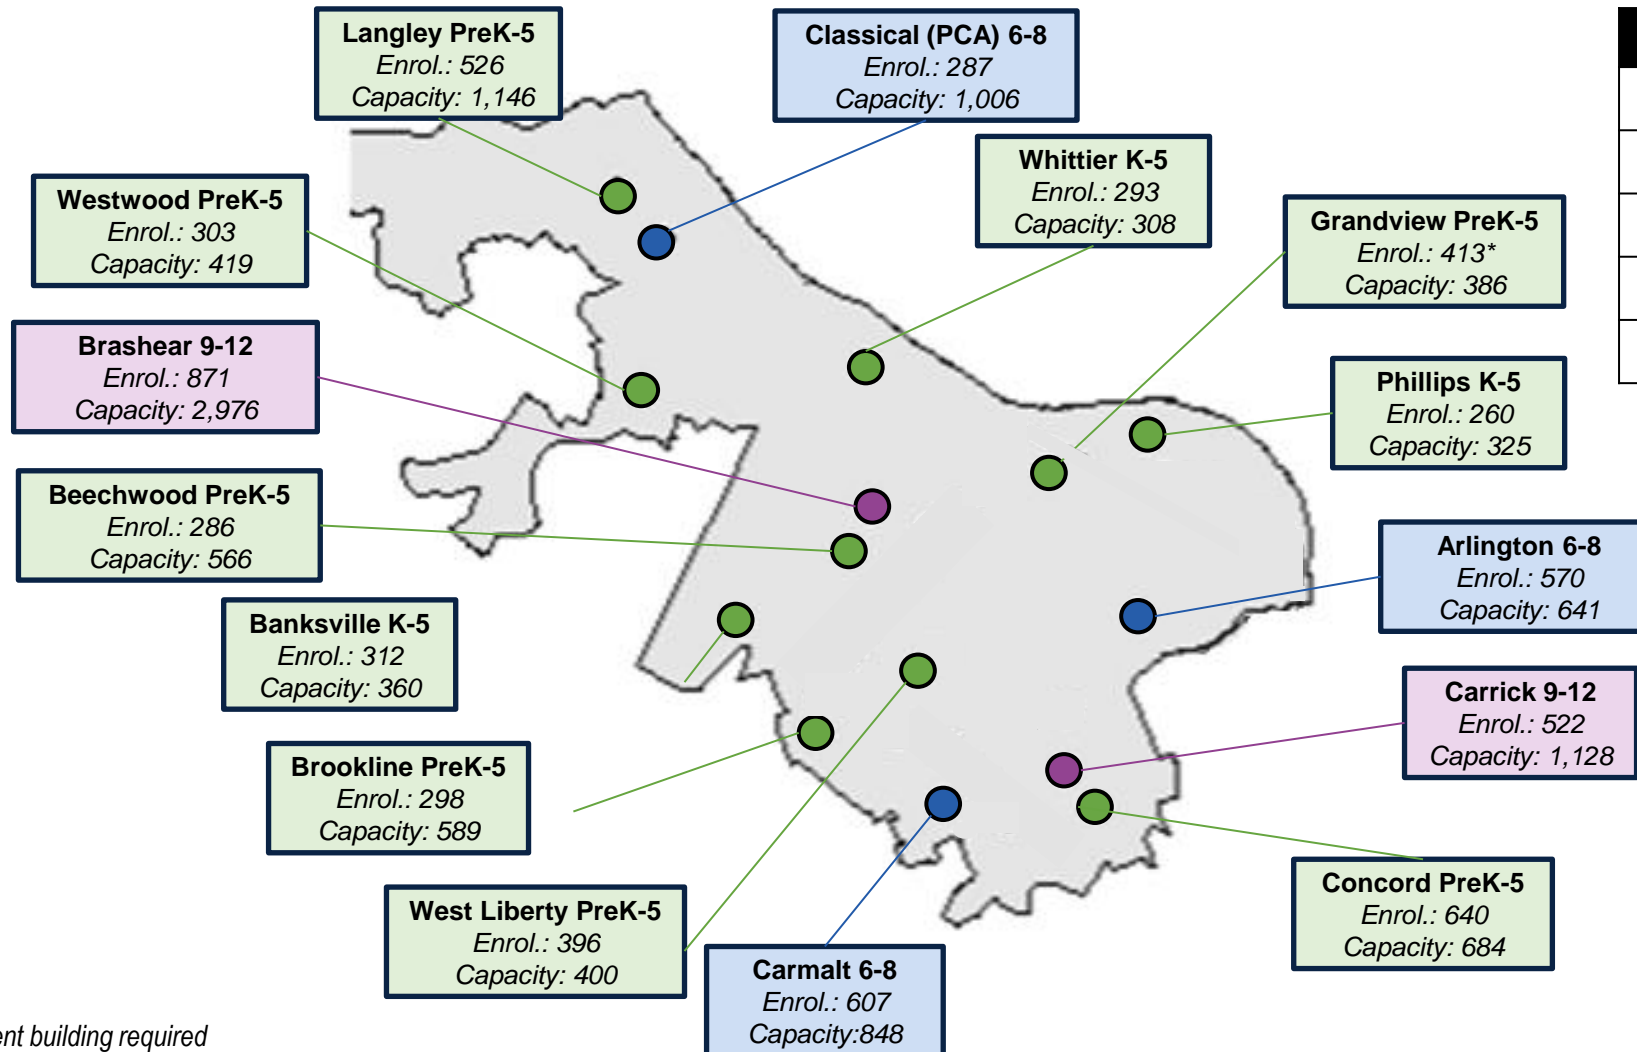 Langley PreK-5
Enrol.: 526
Capacity: 1,146
Classical (PCA) 6-8
Enrol.: 287
Capacity: 1,006
Whittier K-5
Enrol.: 293
Capacity: 308
Westwood PreK-5
Enrol.: 303
Capacity: 419
Grandview PreK-5
Enrol.: 413*
Capacity: 386
Brashear 9-12
Enrol.: 871
Capacity: 2,976
Phillips K-5
Enrol.: 260
Capacity: 325
Beechwood PreK-5
Enrol.: 286
Capacity: 566
Arlington 6-8
Enrol.: 570
Capacity: 641
Banksville K-5
Enrol.: 312
Capacity: 360
Carrick 9-12
Enrol.: 522
Capacity: 1,128
Brookline PreK-5
Enrol.: 298
Capacity: 589
Concord PreK-5
Enrol.: 640
Capacity: 684
West Liberty PreK-5
Enrol.: 396
Capacity: 400
Carmalt 6-8
Enrol.: 607
Capacity:848
ent building required